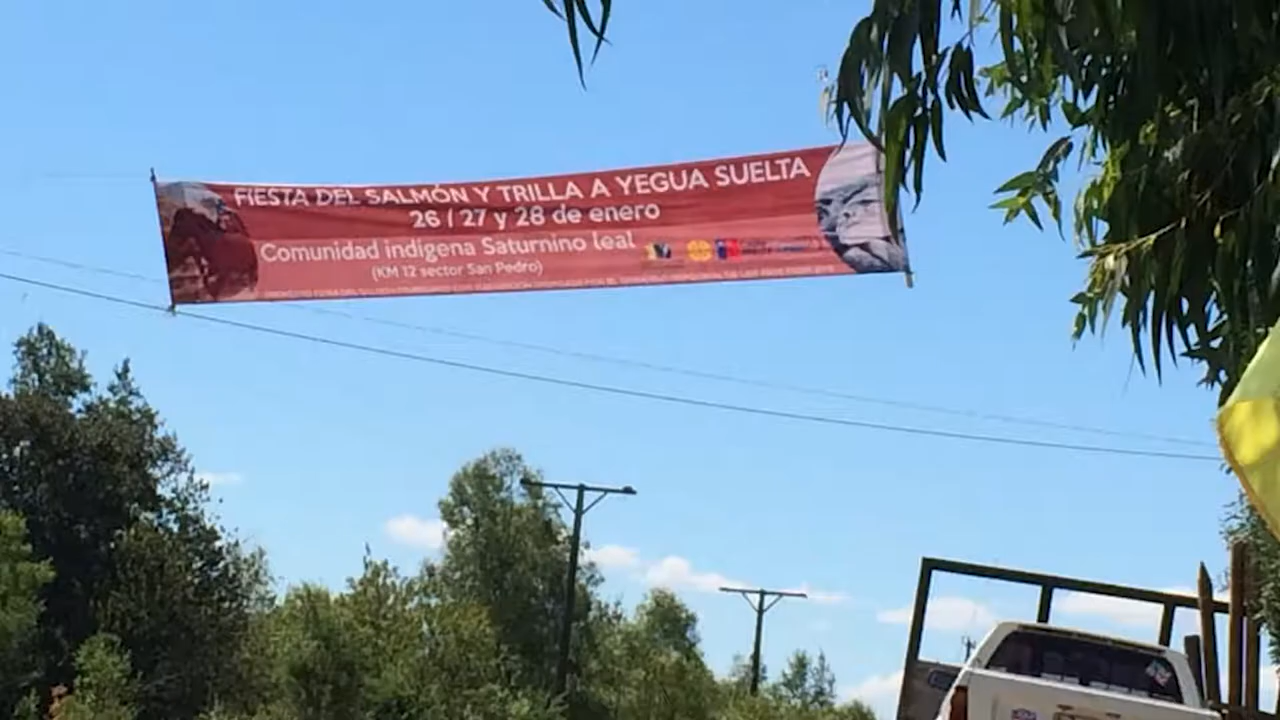 FIESTA DEL SALMÓN Y TRILLA A YEGUA SUELTA
26 / 27 y 28 de enero
Comunidad indígena Saturnino leal
(KM 12 sector San Pedro)